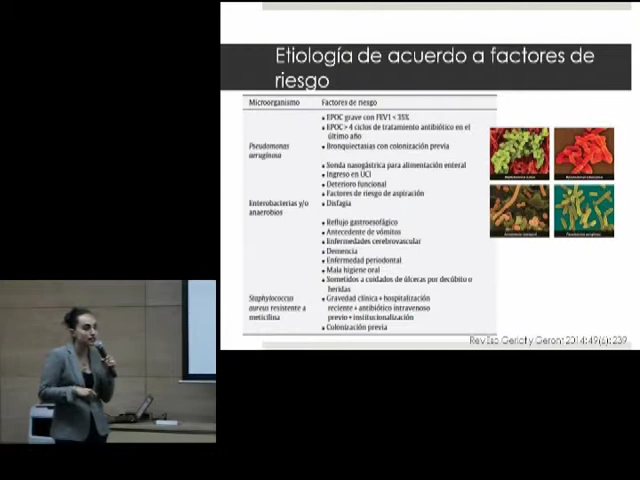 Etiología de acuerdo a factores de
riesgo
Microorganismo Factores de riesgo
• EPOC grave con FEV1 < 35%
• EPOC > 4 ciclos de tratamiento antibiótico en el
último año
Pseudomonas • Bronquiectasias con colonización previa
aeruginosa
• Sonda nasogástrica para alimentación enteral
• Ingreso en UCI
• Deterioro funcional
• Factores de riesgo de aspiración
Enterobacterias y/o • Disfagia
anaerobios
• Reflujo gastroesofágico
• Antecedente de vómitos
• Enfermedades cerebrovascular
• Demencia
• Enfermedad periodontal
• Mala higiene oral
• Sometidos a cuidados de úlceras por decúbito o
heridas
Staphylococcus • Gravedad clínica + hospitalización
aureus resistente a reciente + antibiótico intravenoso
meticilina previo + institucionalización
• Colonización previa
Rev Esp Geriat y Geront 2014:49(6):239